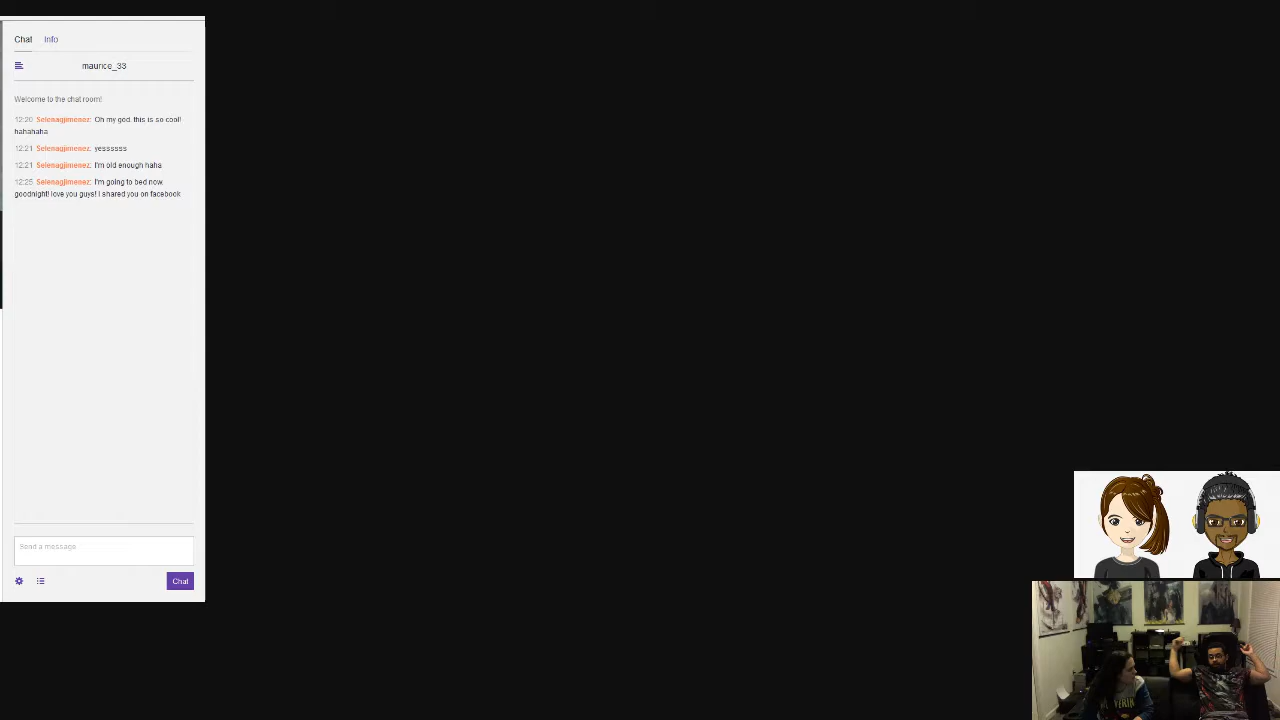 Chat Info
maurice_33
Welcome to the chat room!
12:20 Selenagjimenez: Oh my god. this is so cool!
hahahaha
12:21 Selenagjimenez: yessssss
12:21 Selenagjimenez: I'm old enough haha
12:25 Selenagjimenez: I'm going to bed now.
goodnight! love you guys! I shared you on facebook
Send a message
Chat